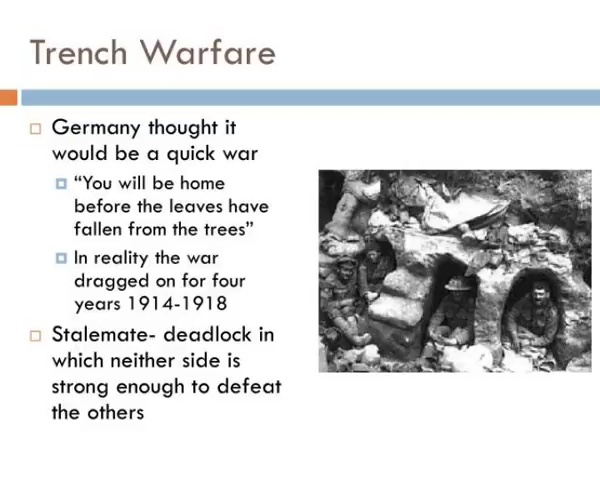 Trench Warfare
Germany thought it
would be a quick war
“You will be home
before the leaves have
fallen from the trees”
In reality the war
dragged on for four
years 1914-1918
Stalemate- deadlock in
which neither side is
strong enough to defeat
the others